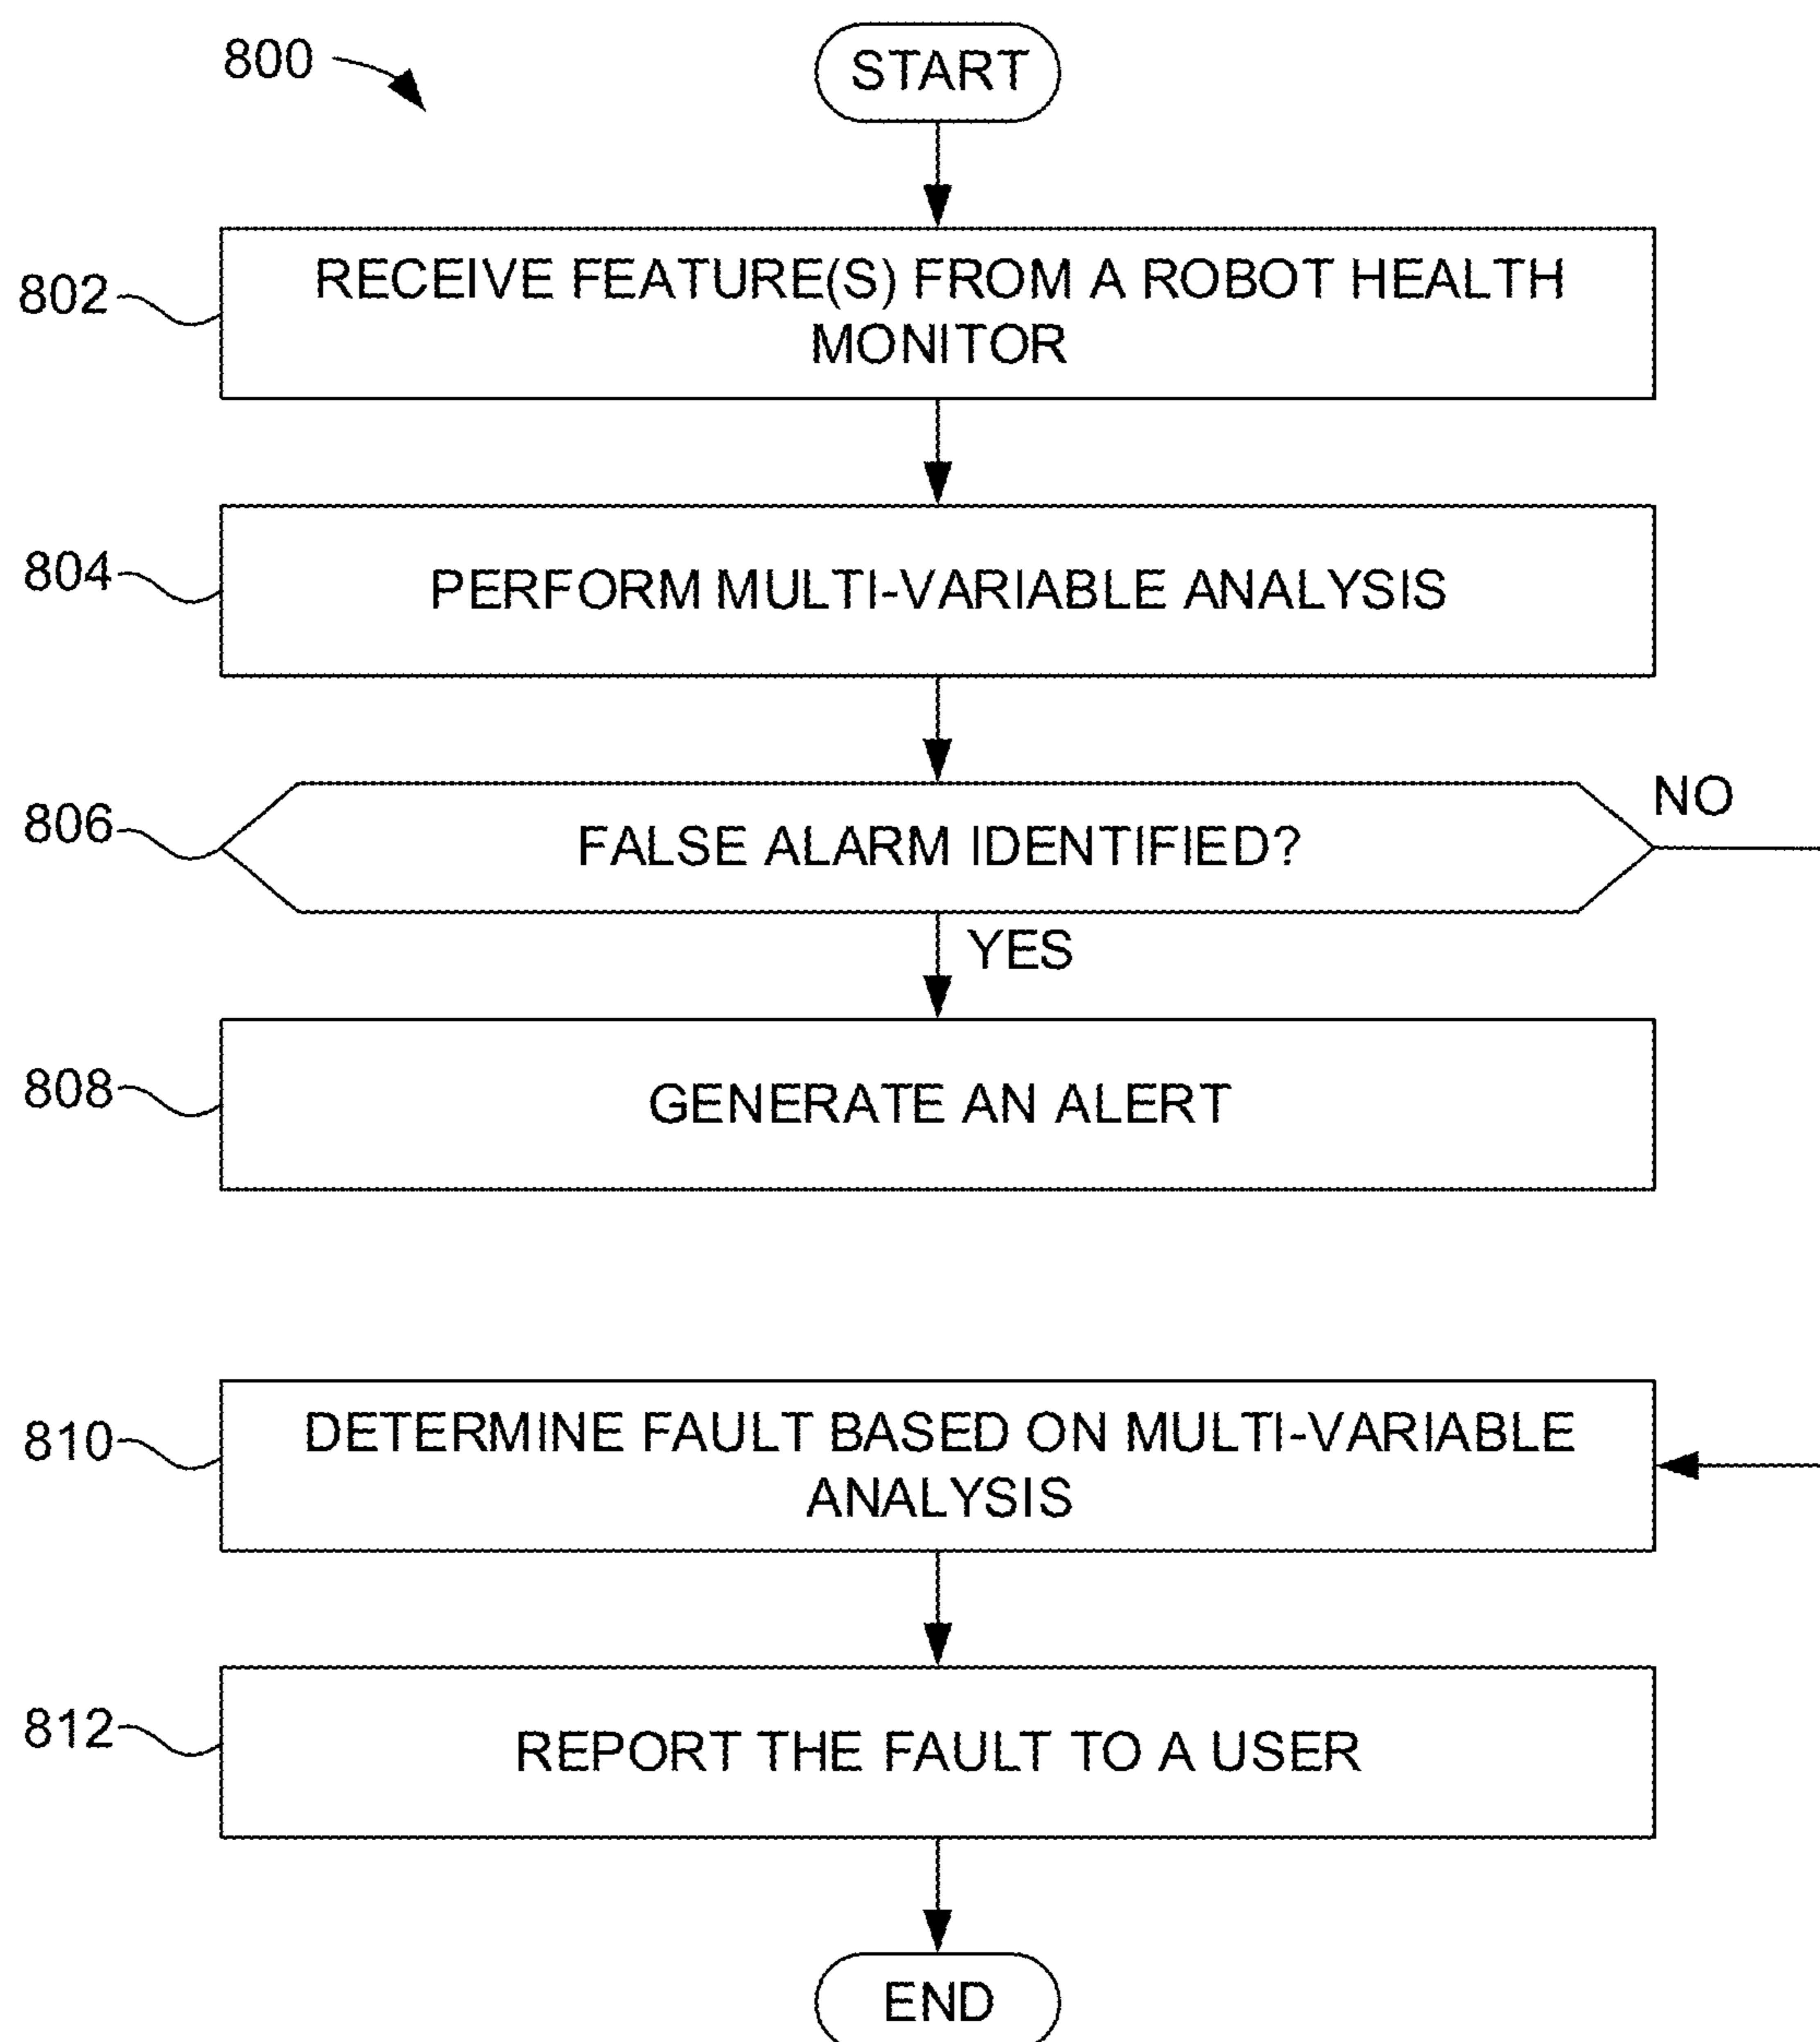 800
START
802
RECEIVE FEATURE(S) FROM A ROBOT HEALTH
MONITOR
804
PERFORM MULTI-VARIABLE ANALYSIS
806
FALSE ALARM IDENTIFIED?
NO
YES
808
GENERATE AN ALERT
810
DETERMINE FAULT BASED ON MULTI-VARIABLE
ANALYSIS
812
REPORT THE FAULT TO A USER
END